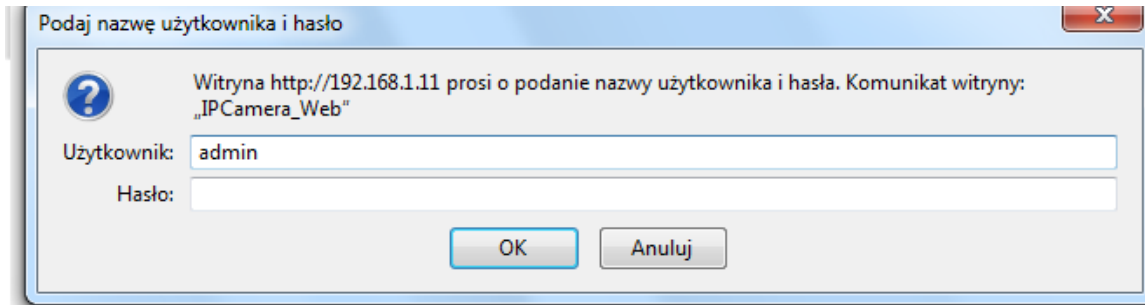 Podaj nazwę użytkownika i hasło
Witryna http://192.168.1.11 prosi o podanie nazwy użytkownika i hasła. Komunikat witryny:
„IPCamera_Web“
Użytkownik: admin
Hasło:
OK Anuluj